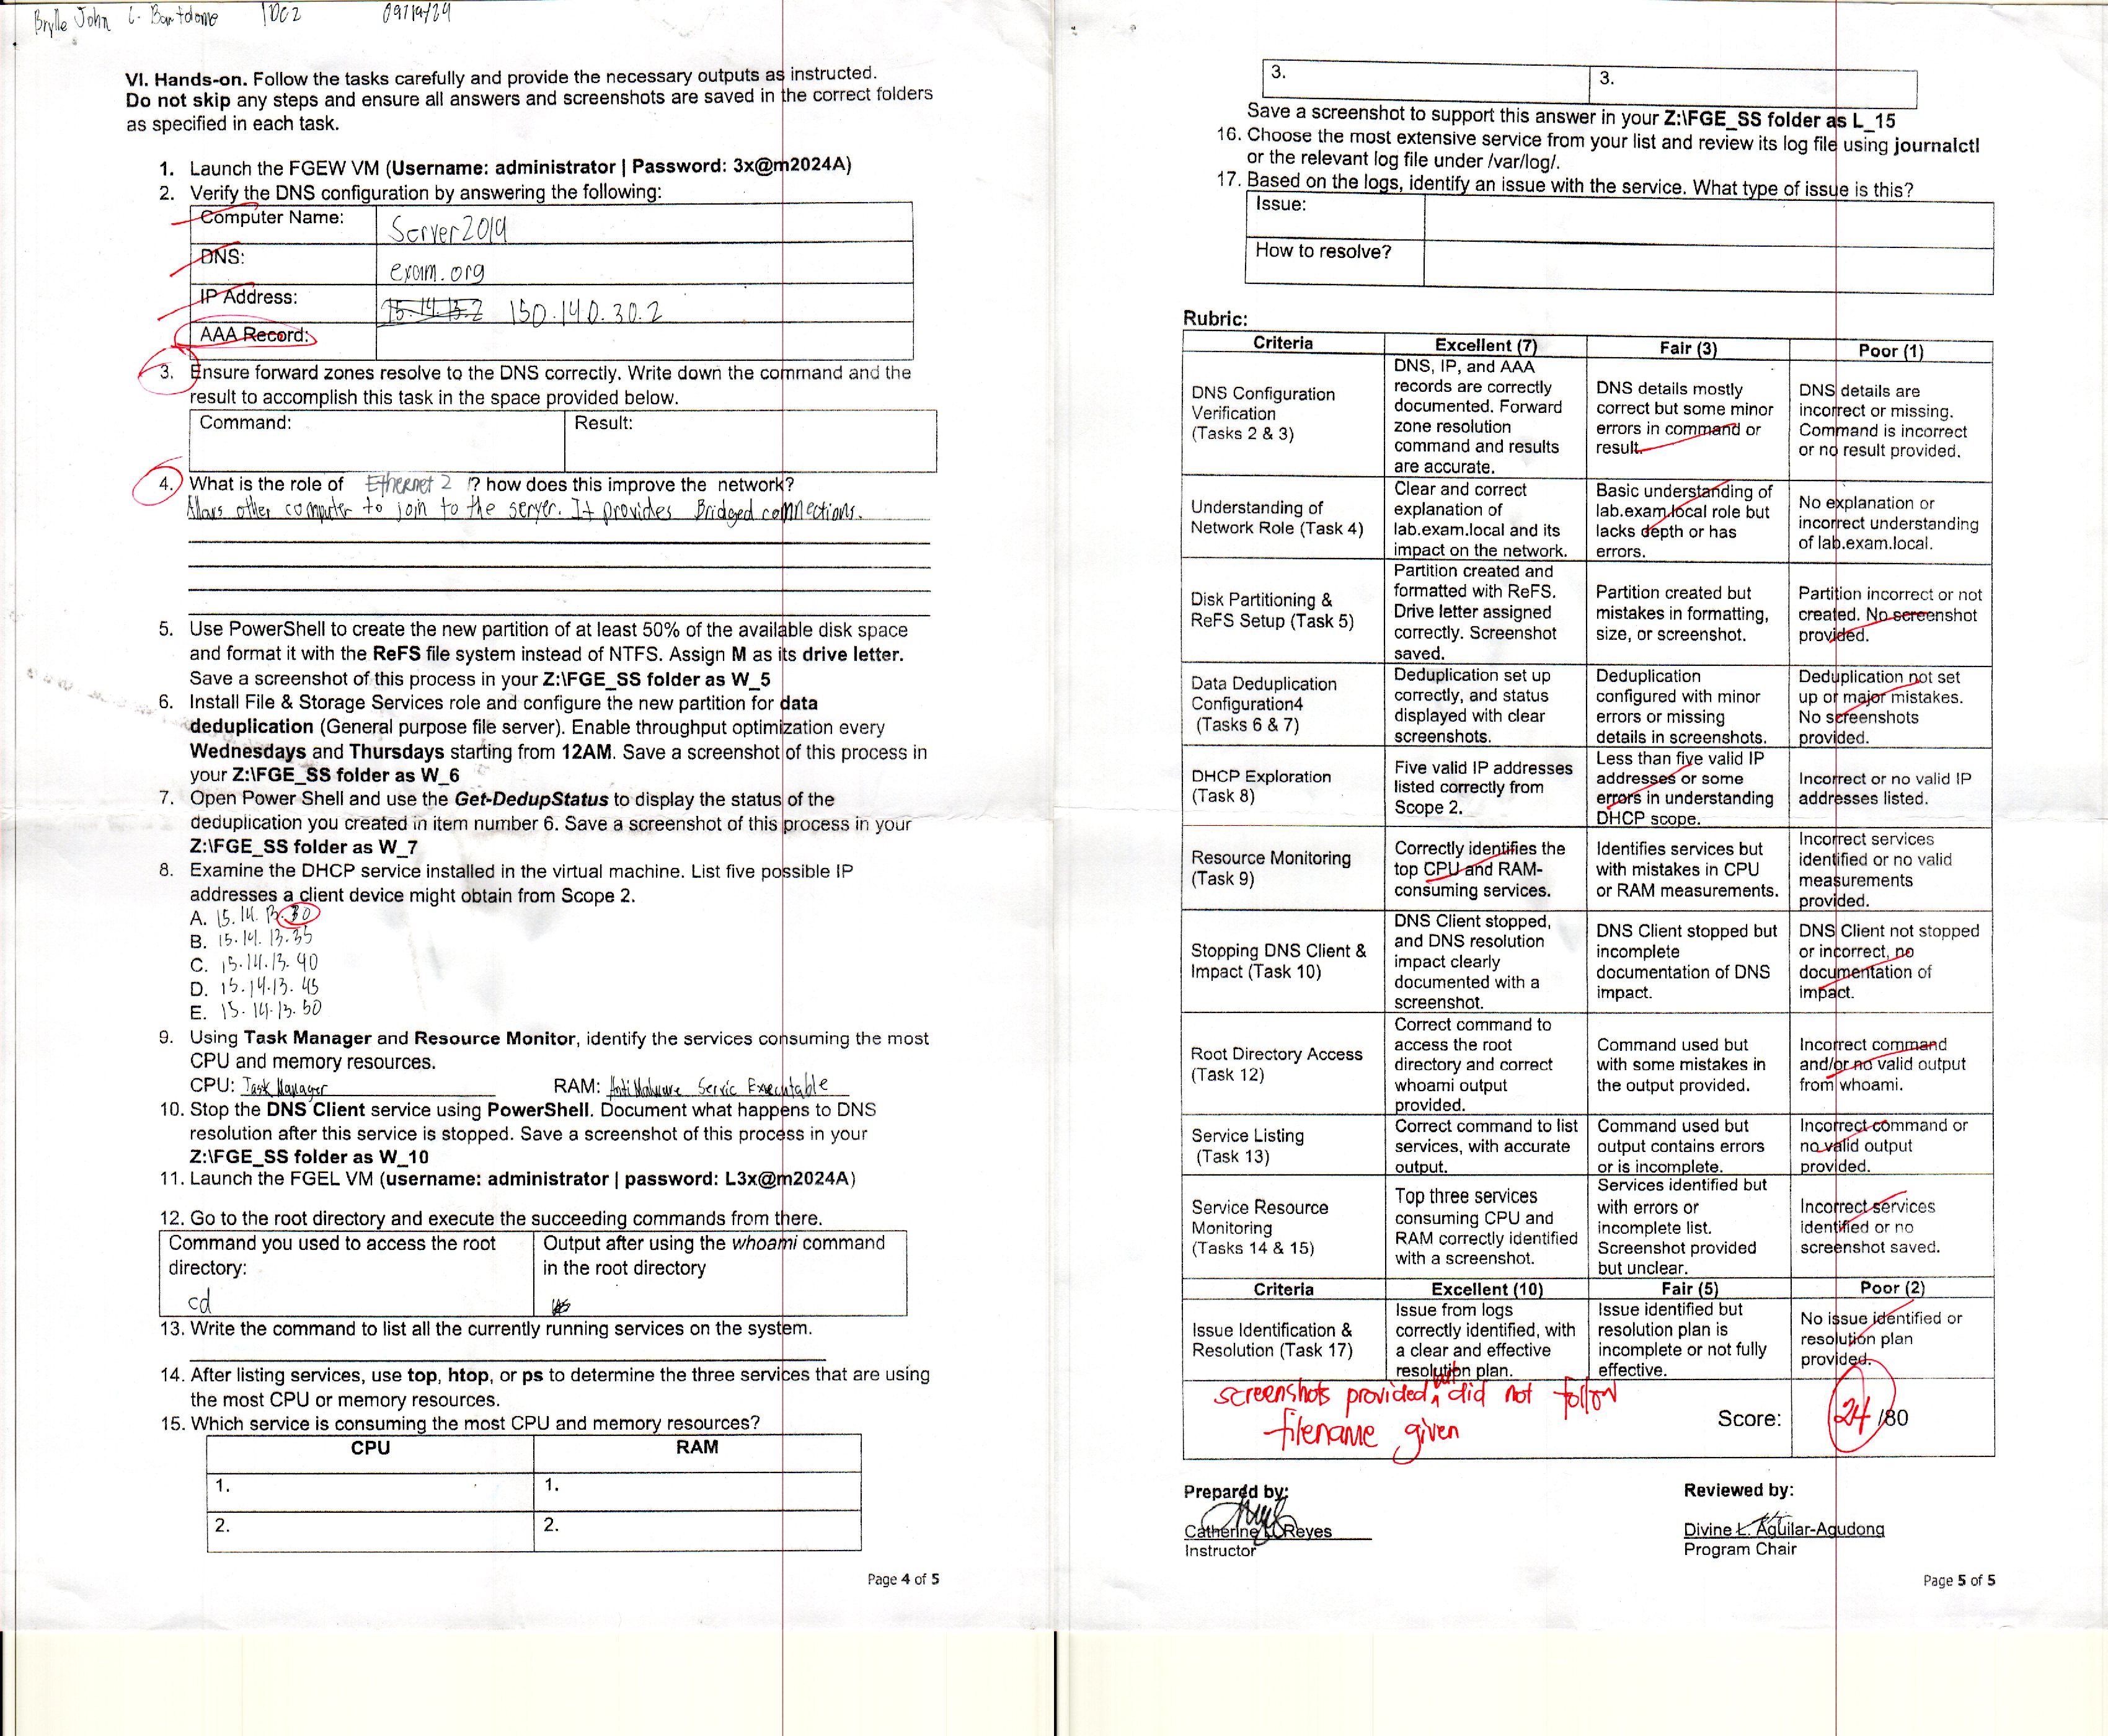 Brylle John L. Bartolome 1DC2 09/19/24
VI. Hands-on. Follow the tasks carefully and provide the necessary outputs as instructed.
Do not skip any steps and ensure all answers and screenshots are saved in the correct folders
as specified in each task.
1. Launch the FGEW VM (Username: administrator | Password: 3x@m2024A)
2. Verify the DNS configuration by answering the following:
Computer Name: Server2019
DNS: exam.org
IP Address: 15.14.13.2 150.140.30.2
AAA Record:
3. Ensure forward zones resolve to the DNS correctly. Write down the command and the
result to accomplish this task in the space provided below.
Command: Result:
4. What is the role of Ethernet 2 ? how does this improve the network?
Allows other computer to join to the server. It provides Bridged connections.
5. Use PowerShell to create the new partition of at least 50% of the available disk space
and format it with the ReFS file system instead of NTFS. Assign M as its drive letter.
Save a screenshot of this process in your Z:\FGE_SS folder as W_5
6. Install File & Storage Services role and configure the new partition for data
deduplication (General purpose file server). Enable throughput optimization every
Wednesdays and Thursdays starting from 12AM. Save a screenshot of this process in
your Z:\FGE_SS folder as W_6
7. Open Power Shell and use the Get-DedupStatus to display the status of the
deduplication you created in item number 6. Save a screenshot of this process in your
Z:\FGE_SS folder as W_7
8. Examine the DHCP service installed in the virtual machine. List five possible IP
addresses a client device might obtain from Scope 2.
A. 15.14.13.30
B. 15.14.13.35
C. 15.14.13.40
D. 15.14.13.45
E. 15.14.13.50
9. Using Task Manager and Resource Monitor, identify the services consuming the most
CPU and memory resources.
CPU: Task Manager RAM: AntiMalware Servic Executable
10. Stop the DNS Client service using PowerShell. Document what happens to DNS
resolution after this service is stopped. Save a screenshot of this process in your
Z:\FGE_SS folder as W_10
11. Launch the FGEL VM (username: administrator | password: L3x@m2024A)
12. Go to the root directory and execute the succeeding commands from there.
Command you used to access the root Output after using the whoami command
directory: in the root directory
cd
13. Write the command to list all the currently running services on the system.
14. After listing services, use top, htop, or ps to determine the three services that are using
the most CPU or memory resources.
15. Which service is consuming the most CPU and memory resources?
CPU RAM
1. 1.
2. 2.
Page 4 of 5
3. 3.
Save a screenshot to support this answer in your Z:\FGE_SS folder as L_15
16. Choose the most extensive service from your list and review its log file using journalctl
or the relevant log file under /var/log/.
17. Based on the logs, identify an issue with the service. What type of issue is this?
Issue:
How to resolve?
Rubric:
Criteria Excellent (7) Fair (3) Poor (1)
DNS Configuration
Verification
(Tasks 2 & 3)
DNS, IP, and AAA
records are correctly
documented. Forward
zone resolution
command and results
are accurate.
DNS details mostly
correct but some minor
errors in command or
result.
DNS details are
incorrect or missing.
Command is incorrect
or no result provided.
Understanding of
Network Role (Task 4)
Clear and correct
explanation of
lab.exam.local and its
impact on the network.
Basic understanding of
lab.exam.local role but
lacks depth or has
errors.
No explanation or
incorrect understanding
of lab.exam.local.
Disk Partitioning &
ReFS Setup (Task 5)
Partition created and
formatted with ReFS.
Drive letter assigned
correctly. Screenshot
saved.
Partition created but
mistakes in formatting,
size, or screenshot.
Partition incorrect or not
created. No screenshot
provided.
Data Deduplication
Configuration4
(Tasks 6 & 7)
Deduplication set up
correctly, and status
displayed with clear
screenshots.
Deduplication
configured with minor
errors or missing
details in screenshots.
Deduplication not set
up or major mistakes.
No screenshots
provided.
DHCP Exploration
(Task 8)
Five valid IP addresses
listed correctly from
Scope 2.
Less than five valid IP
addresses or some
errors in understanding
DHCP scope.
Incorrect or no valid IP
addresses listed.
Resource Monitoring
(Task 9)
Correctly identifies the
top CPU and RAM-
consuming services.
Identifies services but
with mistakes in CPU
or RAM measurements.
Incorrect services
identified or no valid
measurements
provided.
Stopping DNS Client &
Impact (Task 10)
DNS Client stopped,
and DNS resolution
impact clearly
documented with a
screenshot.
DNS Client stopped but
incomplete
documentation of DNS
impact.
DNS Client not stopped
or incorrect, no
documentation of
impact.
Root Directory Access
(Task 12)
Correct command to
access the root
directory and correct
whoami output
provided.
Command used but
with some mistakes in
the output provided.
Incorrect command
and/or no valid output
from whoami.
Service Listing
(Task 13)
Correct command to list
services, with accurate
output.
Command used but
output contains errors
or is incomplete.
Incorrect command or
no valid output
provided.
Service Resource
Monitoring
(Tasks 14 & 15)
Top three services
consuming CPU and
RAM correctly identified
with a screenshot.
Services identified but
with errors or
incomplete list.
Screenshot provided
but unclear.
Incorrect services
identified or no
screenshot saved.
Criteria Excellent (10) Fair (5) Poor (2)
Issue Identification &
Resolution (Task 17)
Issue from logs
correctly identified, with
a clear and effective
resolution plan.
Issue identified but
resolution plan is
incomplete or not fully
effective.
No issue identified or
resolution plan
provided.
screenshots provided, but did not follow
filename given
Score: 24 /80
Prepared by:
Catherine L. Reyes
Instructor
Reviewed by:
Divine L. Aguilar-Agudong
Program Chair
Page 5 of 5